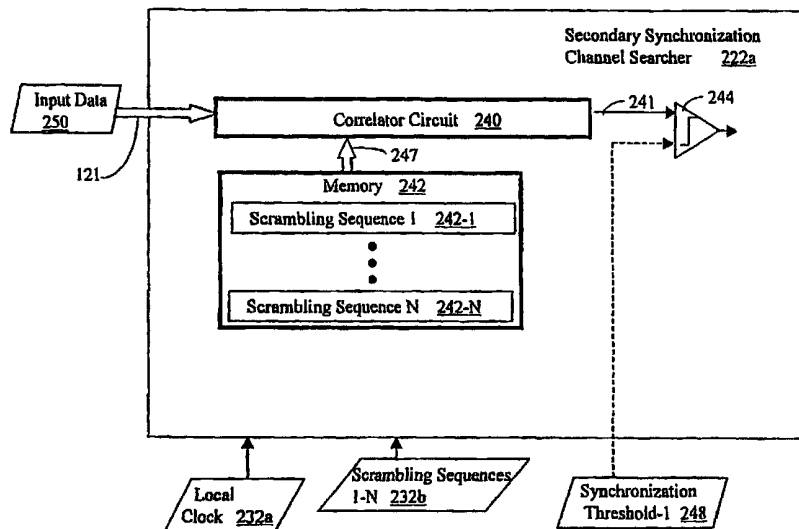 Secondary Synchronization
Channel Searcher 222a
Input Data
250
121
Correlator Circuit 240
241
244
247
Memory 242
Scrambling Sequence 1 242-1
Scrambling Sequence N 242-N
Local
Clock 232a
Scrambling Sequences
1-N 232b
Synchronization
Threshold-1 248